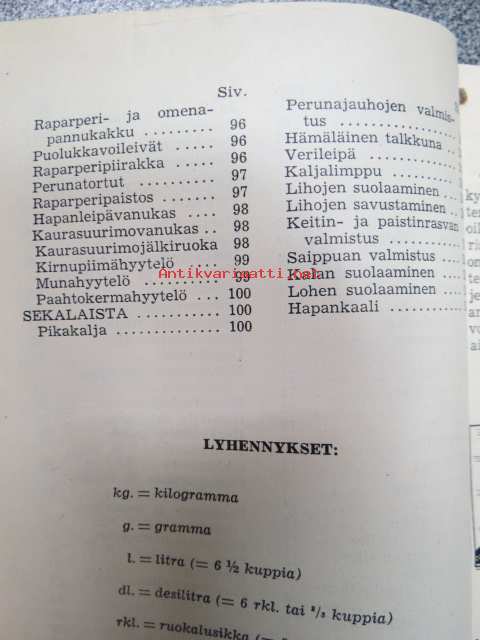 Siv.
Raparperi- ja omena-
pannukakku ......... 96
Puolukkavoileivät ..... 96
Raparperipiirakka ..... 96
Perunatortut ......... 97
Raparperipaistos ..... 97
Hapanleipävanukas .... 98
Kaurasuurimovanukas .. 98
Kaurasuurimojälkiruoka 98
Kirnupiimähyytelö .... 99
Munahyytelö ......... 99
Paahtokermahyytelö ... 100
SEKALAISTA ........... 100
Pikakalja ............ 100
Perunajauhojen valmis-
tus .................
Hämäläinen talkkuna ..
Verileipä ...........
Kaljalimppu .........
Lihojen suolaaminen ..
Lihojen savustaminen ..
Keitin- ja paistinrasvan
valmistus .........
Saippuan valmistus ..
Kalan suolaaminen ...
Lohen suolaaminen ...
Hapankaali ..........
Antikvariaatti.net
LYHENNYKSET:
kg. = kilogramma
g. = gramma
l. = litra (= 6 ½ kuppia)
dl. = desilitra (= 6 rkl. tai ²/₃ kuppia)
rkl. = ruokalusikka (=